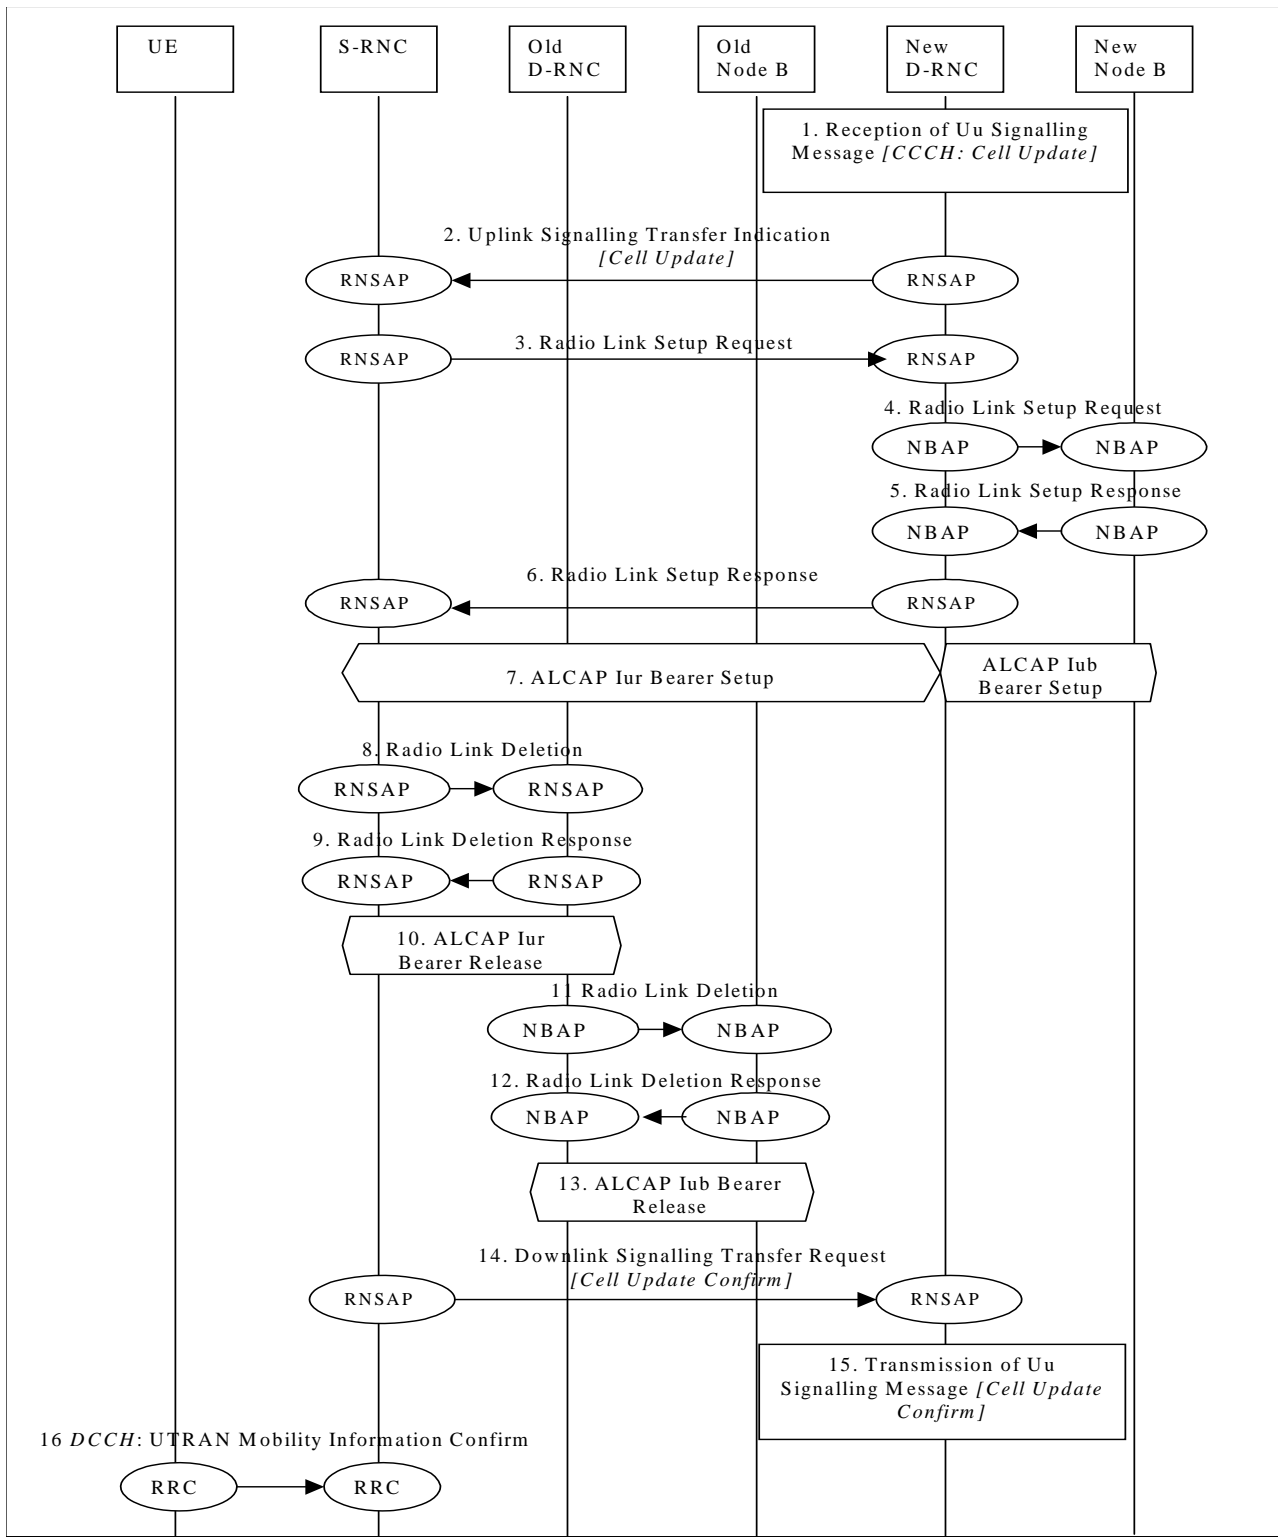 UE
S-RNC
Old
D-RNC
Old
Node B
New
D-RNC
New
Node B
1. Reception of Uu Signalling
Message [CCCH: Cell Update]
2. Uplink Signalling Transfer Indication
[Cell Update]
RNSAP
RNSAP
3. Radio Link Setup Request
RNSAP
RNSAP
4. Radio Link Setup Request
NBAP
NBAP
5. Radio Link Setup Response
NBAP
NBAP
6. Radio Link Setup Response
RNSAP
RNSAP
7. ALCAP Iur Bearer Setup
ALCAP Iub
Bearer Setup
8. Radio Link Deletion
RNSAP
RNSAP
9. Radio Link Deletion Response
RNSAP
RNSAP
10. ALCAP Iur
Bearer Release
11 Radio Link Deletion
NBAP
NBAP
12. Radio Link Deletion Response
NBAP
NBAP
13. ALCAP Iub Bearer
Release
14. Downlink Signalling Transfer Request
[Cell Update Confirm]
RNSAP
RNSAP
15. Transmission of Uu
Signalling Message [Cell Update
Confirm]
16 DCCH: UTRAN Mobility Information Confirm
RRC
RRC